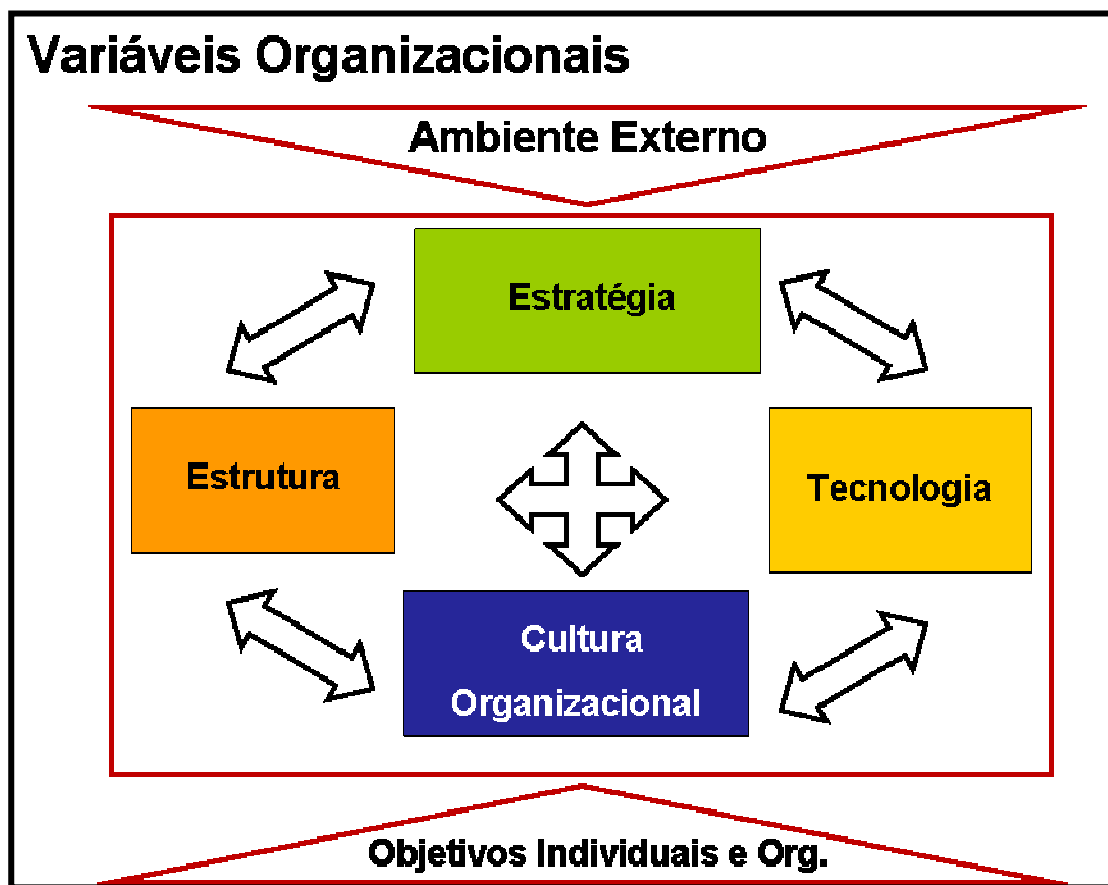 Variáveis Organizacionais
Ambiente Externo
Estratégia
Estrutura
Tecnologia
Cultura
Organizacional
Objetivos Individuais e Org.